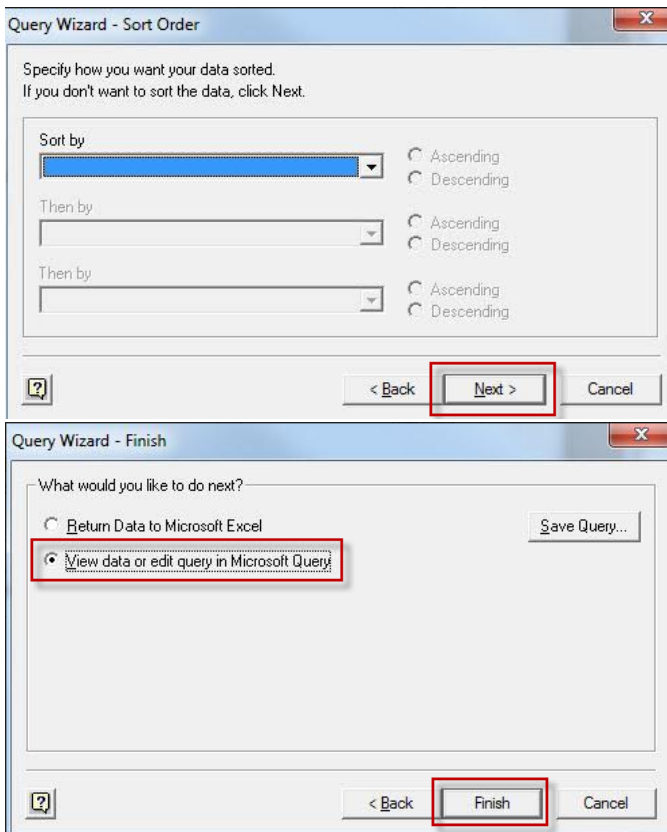 Query Wizard - Sort Order
Specify how you want your data sorted.
If you don't want to sort the data, click Next.
Sort by
Ascending
Descending
Then by
Ascending
Descending
Then by
Ascending
Descending
< Back
Next >
Cancel
Query Wizard - Finish
What would you like to do next?
Return Data to Microsoft Excel
Save Query...
View data or edit query in Microsoft Query
< Back
Finish
Cancel